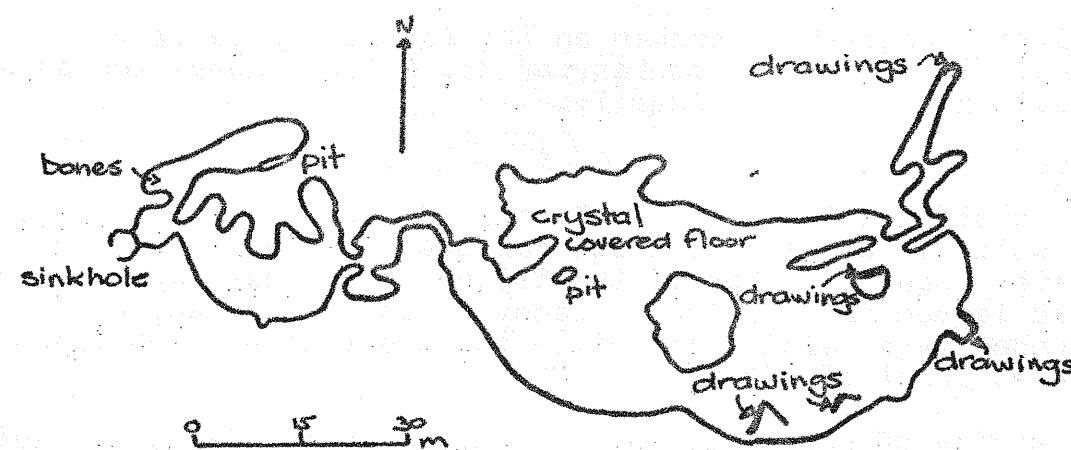 N
drawings
bones
pit
crystal
covered floor
sinkhole
pit
drawings
drawings
drawings
0 15 30
m